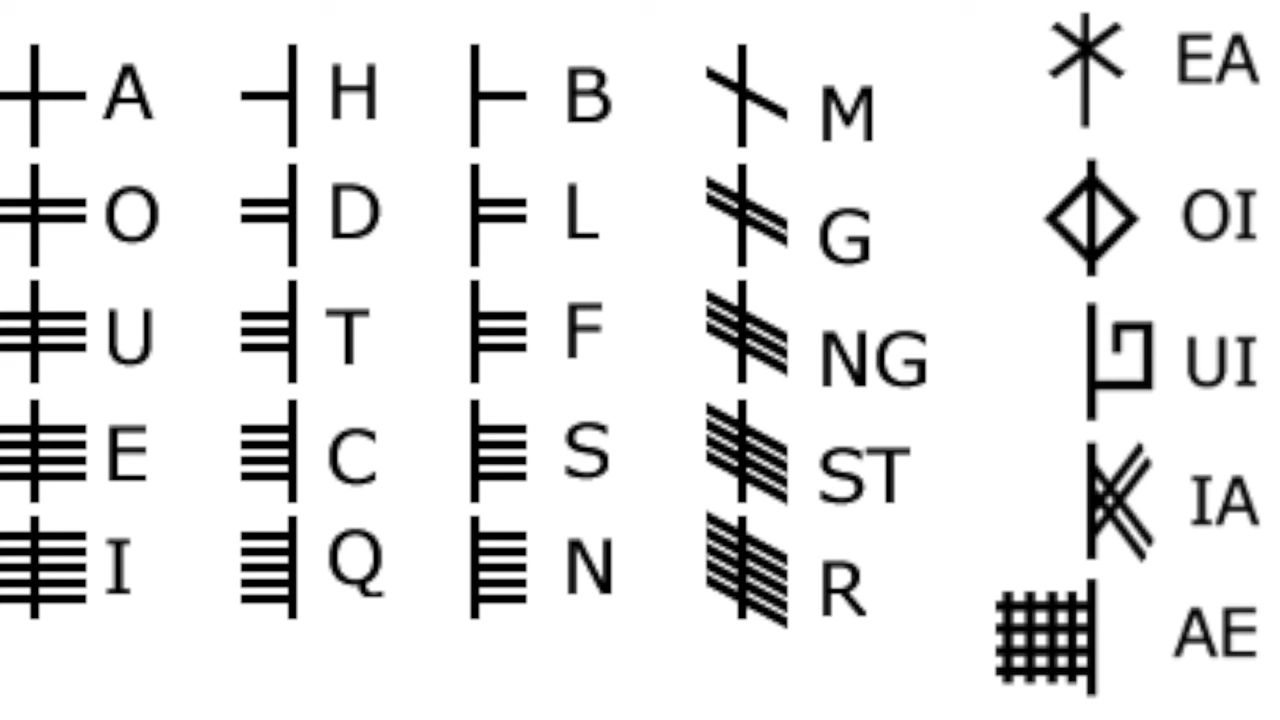 ᚐ A ᚆ H ᚁ B ᚋ M ᚕ EA
ᚑ O ᚇ D ᚂ L ᚌ G ᚖ OI
ᚒ U ᚈ T ᚃ F ᚍ NG ᚗ UI
ᚓ E ᚉ C ᚄ S ᚎ ST ᚘ IA
ᚔ I ᚊ Q ᚅ N ᚏ R ᚙ AE